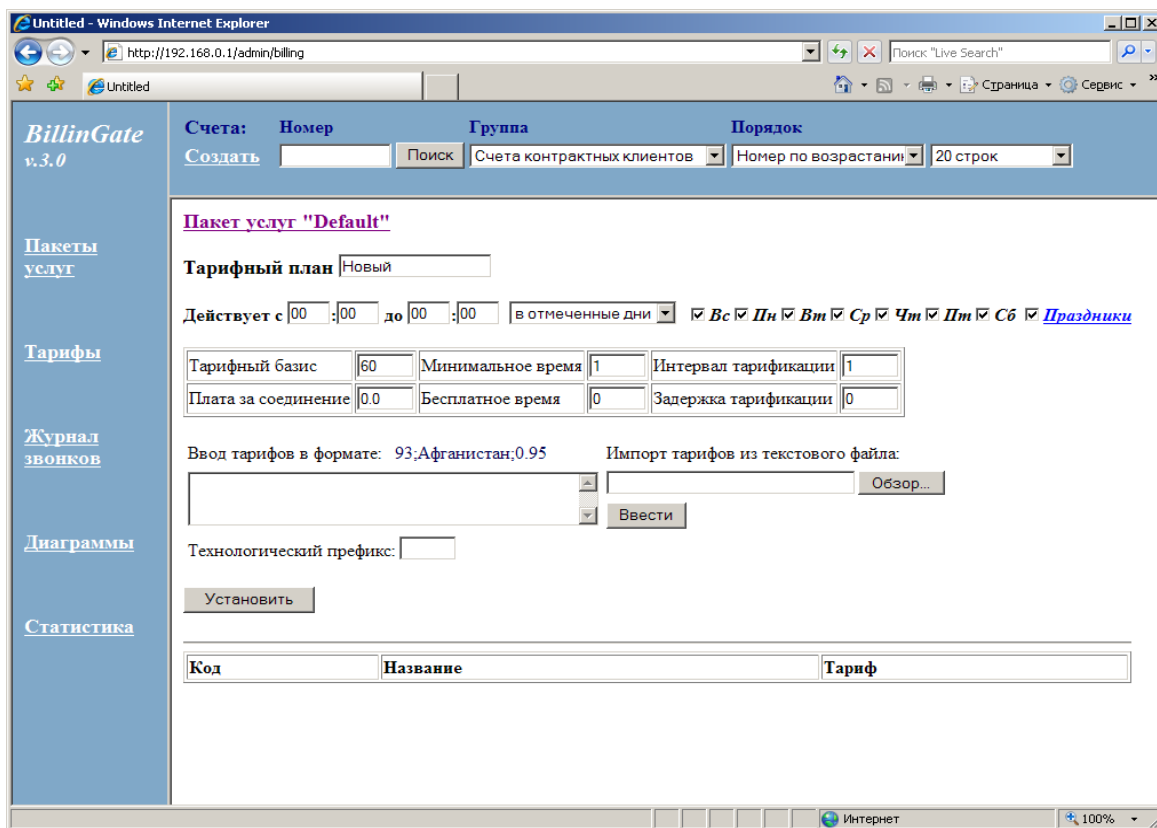 Untitled - Windows Internet Explorer
http://192.168.0.1/admin/billing
Поиск "Live Search"
Untitled
Страница
Сервис
»
BillinGate
v.3.0
Счета: Номер Группа Порядок
Создать Поиск Счета контрактных клиентов Номер по возрастани 20 строк
Пакеты
услуг
Тарифы
Журнал
звонков
Диаграммы
Статистика
Пакет услуг "Default"
Тарифный план Новый
Действует с 00 :00 до 00 :00 в отмеченные дни Вс Пн Вт Ср Чт Пт Сб Праздники
Тарифный базис 60 Минимальное время 1 Интервал тарификации 1
Плата за соединение 0.0 Бесплатное время 0 Задержка тарификации 0
Ввод тарифов в формате: 93;Афганистан;0.95 Импорт тарифов из текстового файла:
Обзор...
Ввести
Технологический префикс:
Установить
Код Название Тариф
Интернет 100%